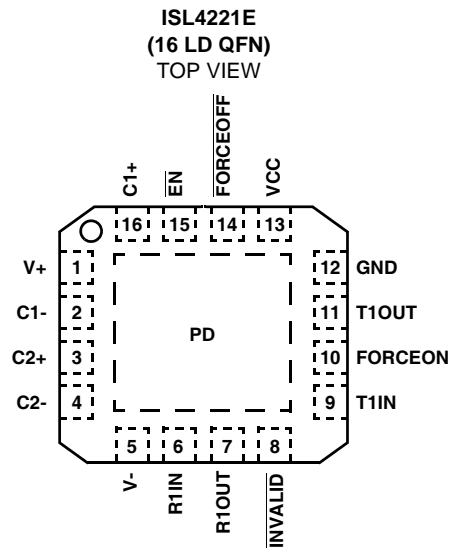 ISL4221E
(16 LD QFN)
TOP VIEW
C1+
EN
FORCEOFF
VCC
16 15 14 13
V+ 1
C1- 2
C2+ 3
C2- 4
PD
12 GND
11 T1OUT
10 FORCEON
9 T1IN
5 6 7 8
V-
R1IN
R1OUT
INVALID